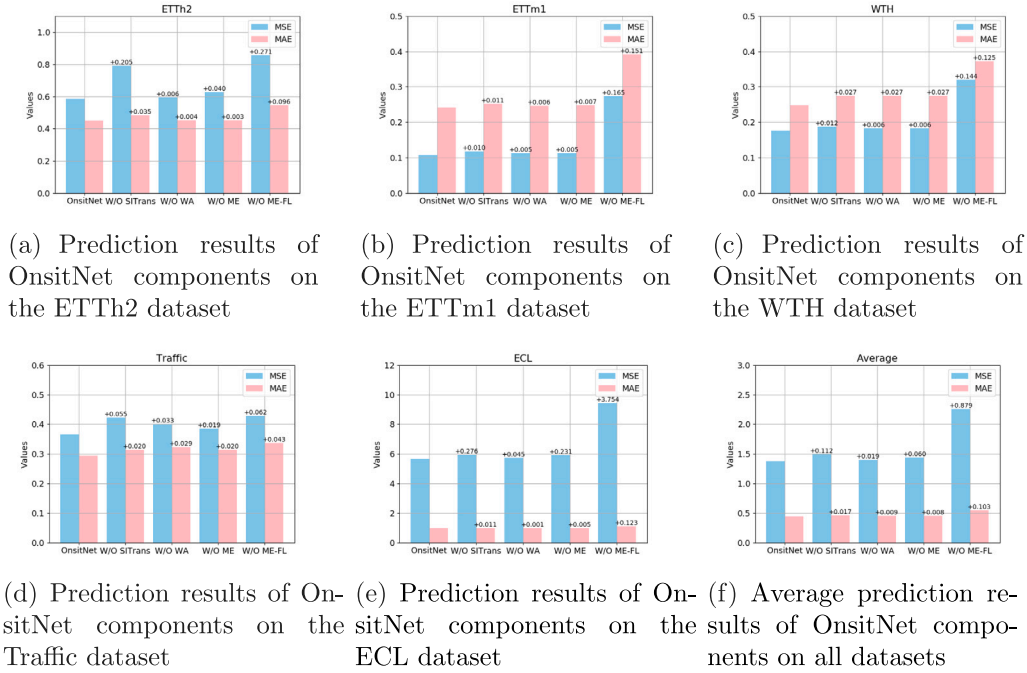 ETTh2
MSE
MAE
Values
1.0
0.8
0.6
0.4
0.2
0.0
+0.205
+0.035
+0.006
+0.004
+0.040
+0.003
+0.271
+0.096
OnsitNet W/O SITrans W/O WA W/O ME W/O ME-FL
(a) Prediction results of
OnsitNet components on
the ETTh2 dataset
ETTm1
MSE
MAE
Values
0.5
0.4
0.3
0.2
0.1
0.0
+0.010
+0.011
+0.005
+0.006
+0.005
+0.007
+0.165
+0.151
OnsitNet W/O SITrans W/O WA W/O ME W/O ME-FL
(b) Prediction results of
OnsitNet components on
the ETTm1 dataset
WTH
MSE
MAE
Values
0.5
0.4
0.3
0.2
0.1
0.0
+0.012
+0.027
+0.006
+0.027
+0.006
+0.027
+0.144
+0.125
OnsitNet W/O SITrans W/O WA W/O ME W/O ME-FL
(c) Prediction results of
OnsitNet components on
the WTH dataset
Traffic
MSE
MAE
Values
0.6
0.5
0.4
0.3
0.2
0.1
0.0
+0.055
+0.020
+0.033
+0.029
+0.019
+0.020
+0.062
+0.043
OnsitNet W/O SITrans W/O WA W/O ME W/O ME-FL
(d) Prediction results of On-
sitNet components on the
Traffic dataset
ECL
MSE
MAE
Values
12
10
8
6
4
2
0
+0.276
+0.011
+0.045
+0.001
+0.231
+0.005
+3.754
+0.123
OnsitNet W/O SITrans W/O WA W/O ME W/O ME-FL
(e) Prediction results of On-
sitNet components on the
ECL dataset
Average
MSE
MAE
Values
3.0
2.5
2.0
1.5
1.0
0.5
0.0
+0.112
+0.017
+0.019
+0.009
+0.060
+0.008
+0.879
+0.103
OnsitNet W/O SITrans W/O WA W/O ME W/O ME-FL
(f) Average prediction re-
sults of OnsitNet compo-
nents on all datasets